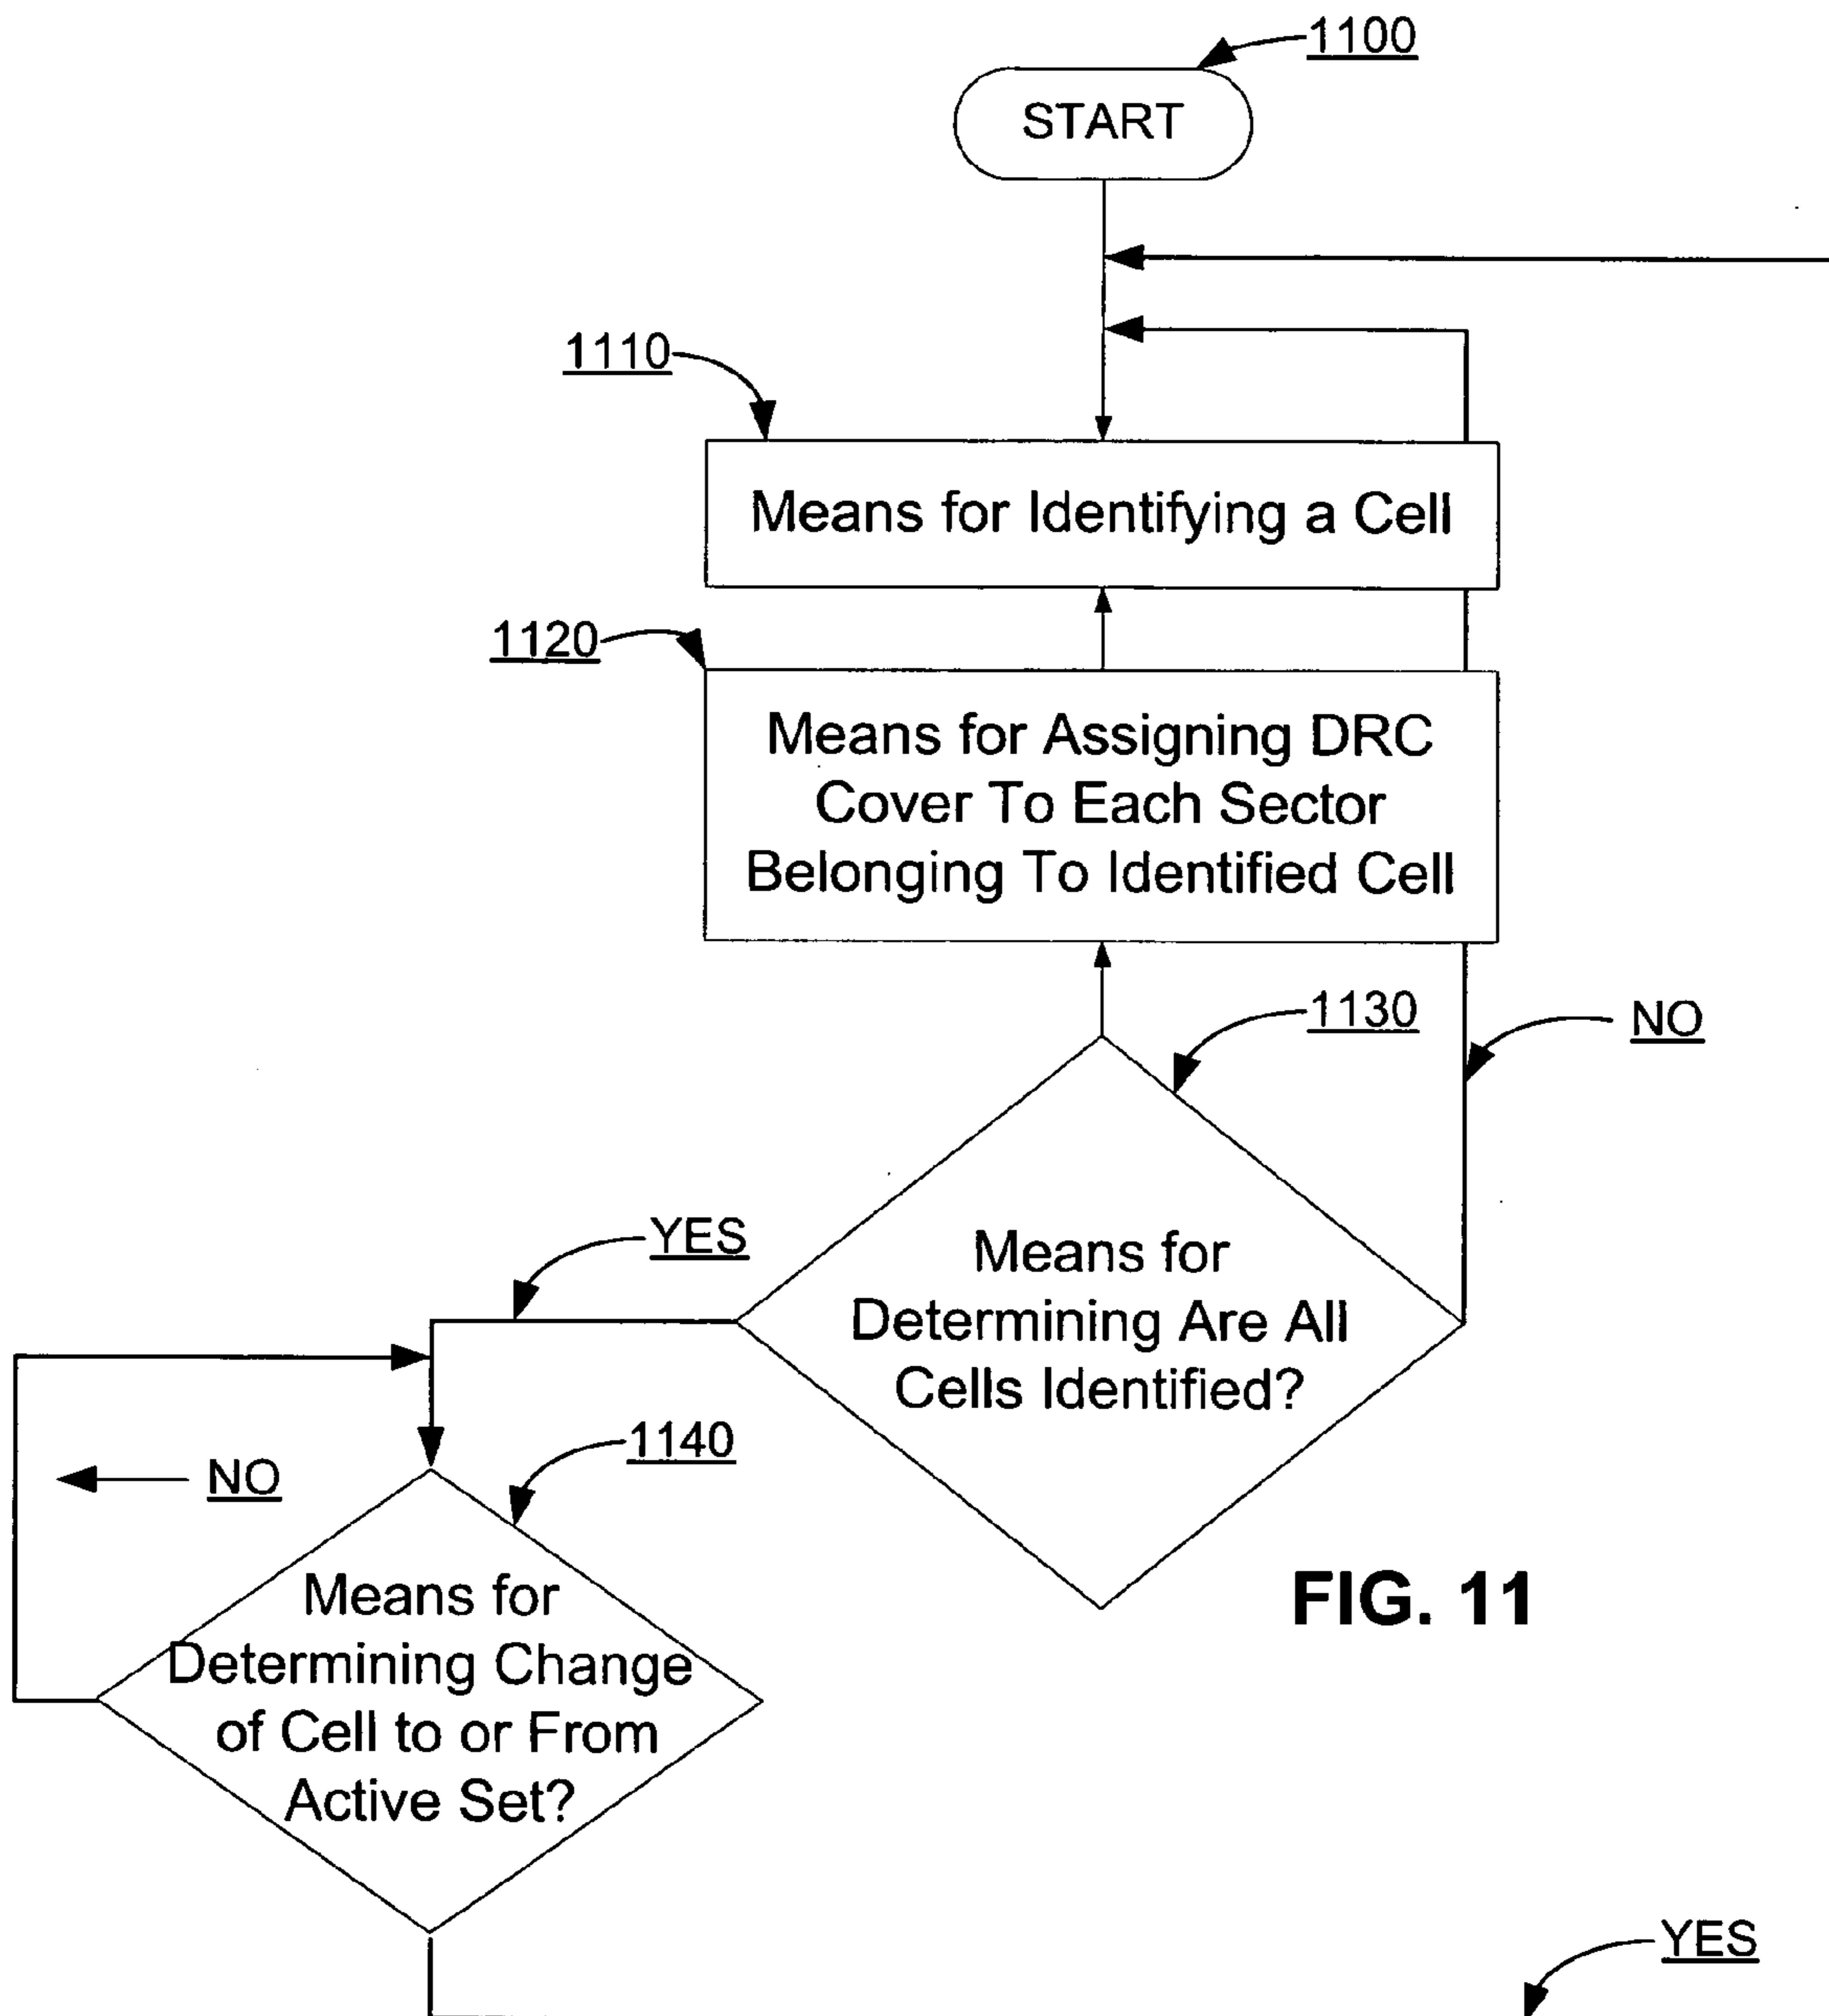 1100
START
1110
Means for Identifying a Cell
1120
Means for Assigning DRC
Cover To Each Sector
Belonging To Identified Cell
1130
NO
YES
Means for
Determining Are All
Cells Identified?
1140
NO
Means for
Determining Change
of Cell to or From
Active Set?
FIG. 11
YES